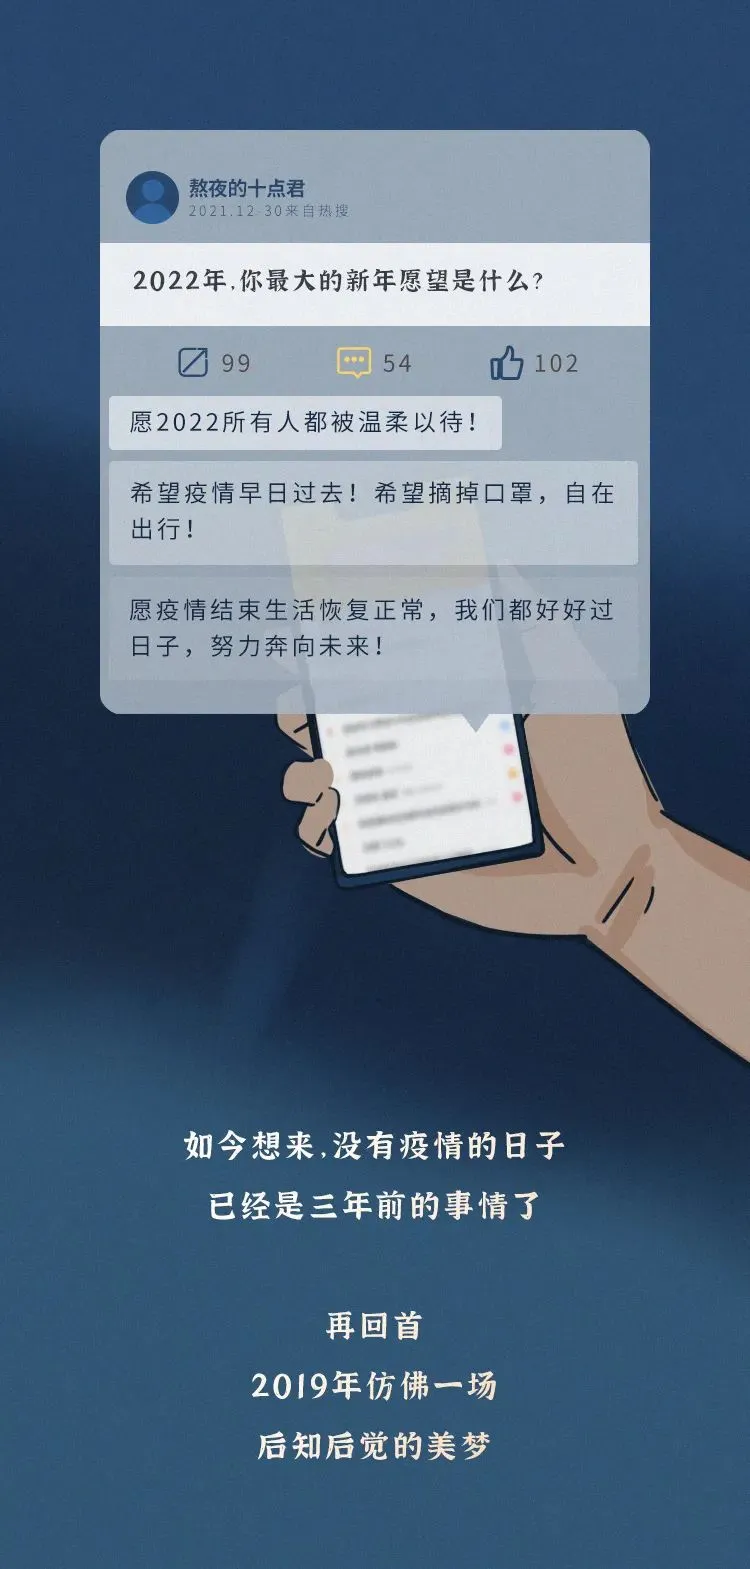 熬夜的十点君
2021.12-30来自热搜
2022年,你最大的新年愿望是什么?
99 54 102
愿2022所有人都被温柔以待!
希望疫情早日过去!希望摘掉口罩，自在
出行!
愿疫情结束生活恢复正常，我们都好好过
日子，努力奔向未来!
如今想来,没有疫情的日子
已经是三年前的事情了
再回首
2019年仿佛一场
后知后觉的美梦